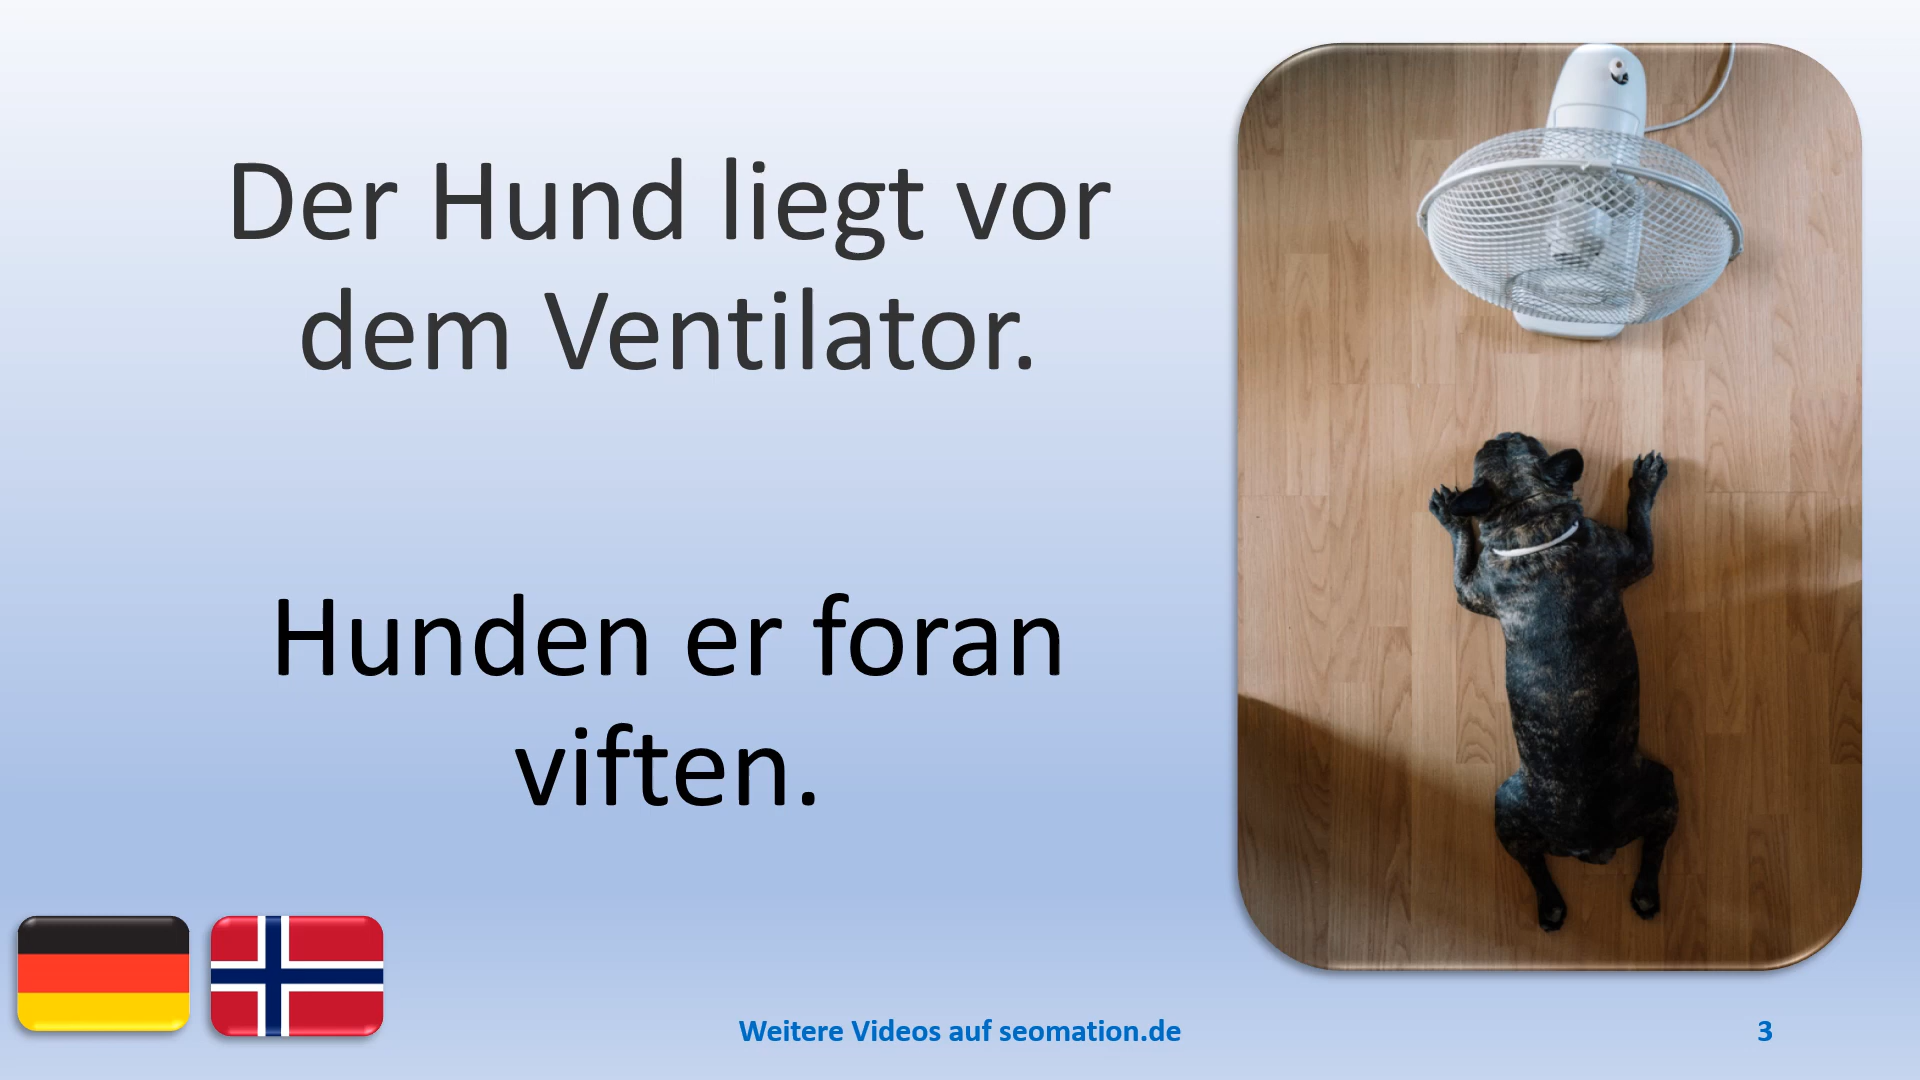 Der Hund liegt vor
dem Ventilator.
Hunden er foran
viften.
Weitere Videos auf seomation.de
3